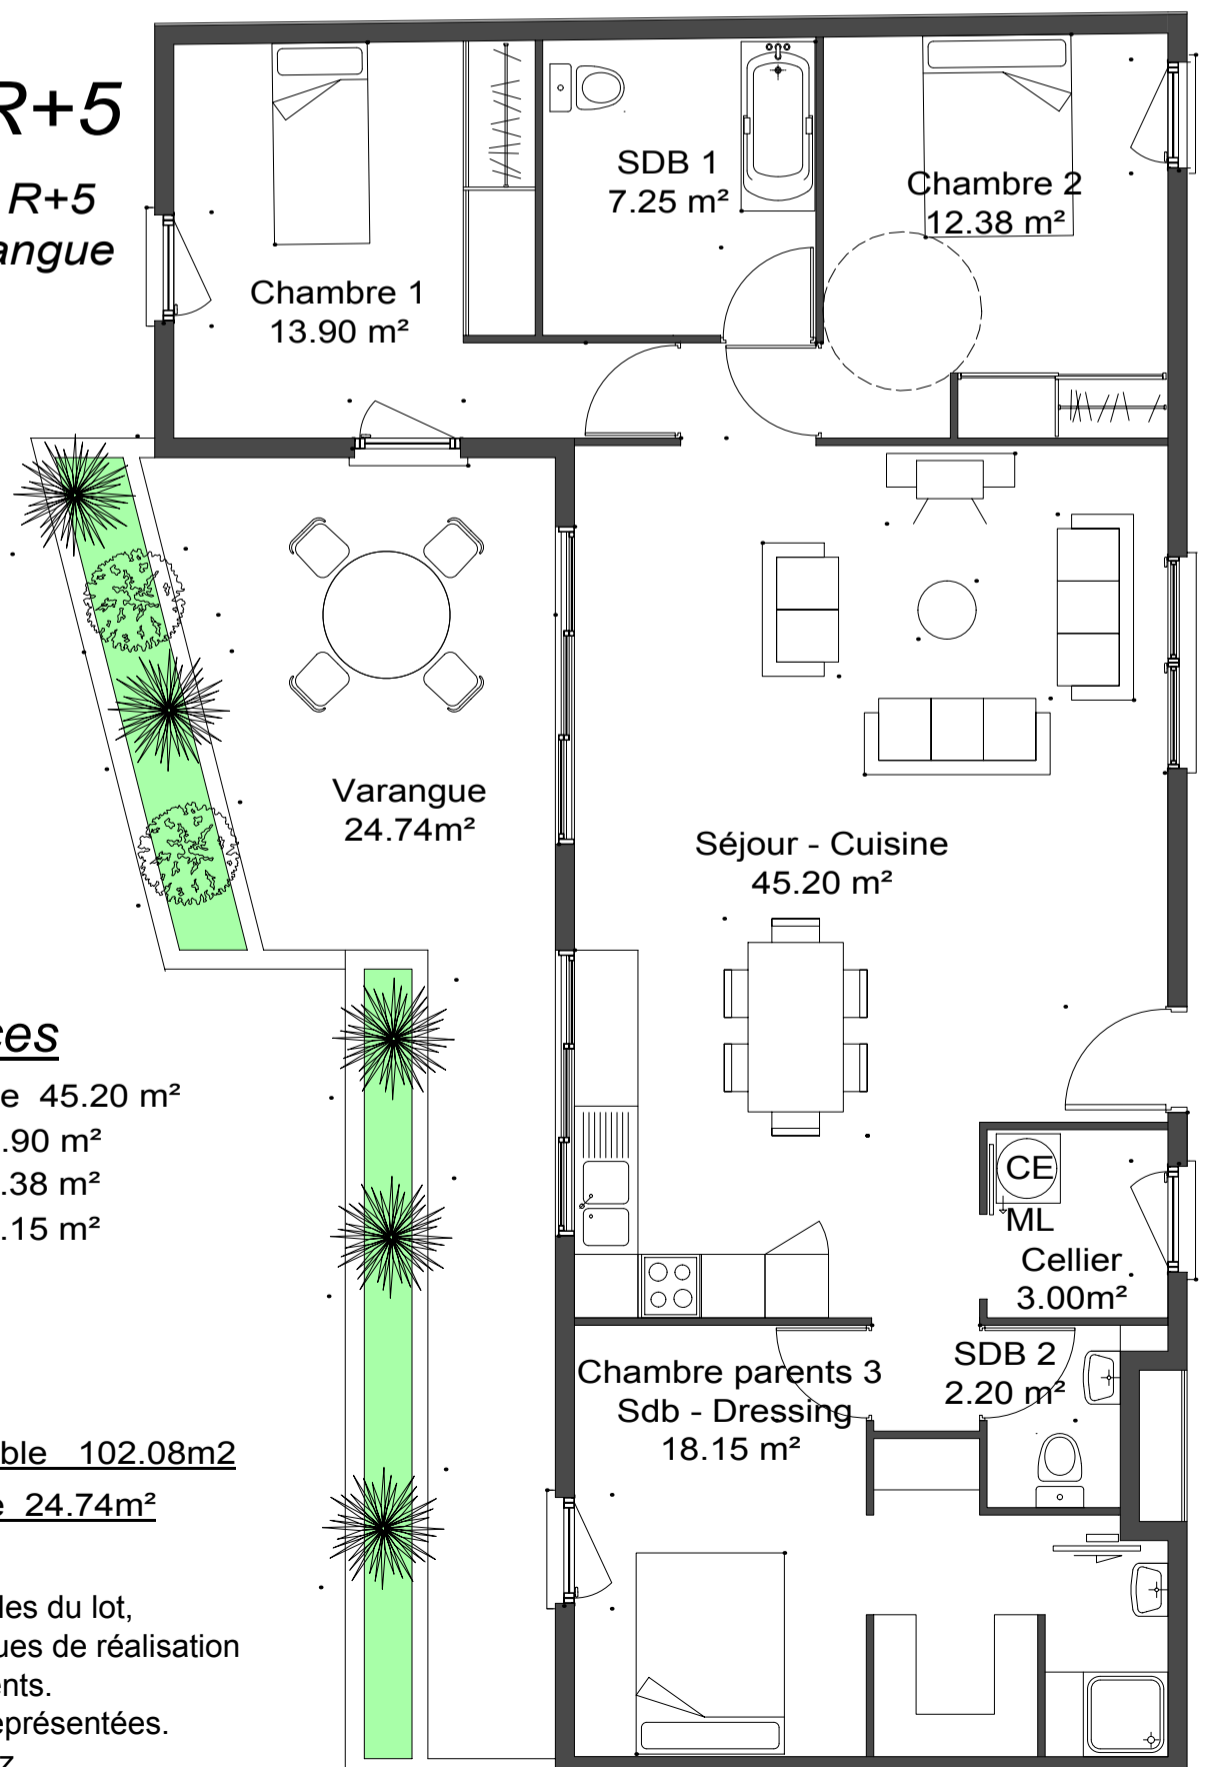 R+5
R+5
angue
SDB 1
7.25 m²
Chambre 2
12.38 m²
Chambre 1
13.90 m²
Varangue
24.74m²
Séjour - Cuisine
45.20 m²
ces
e 45.20 m²
.90 m²
.38 m²
.15 m²
CE
ML
Cellier
3.00m²
SDB 2
2.20 m²
Chambre parents 3
Sdb - Dressing
18.15 m²
ble 102.08m2
e 24.74m²
les du lot,
ues de réalisation
ents.
eprésentées.